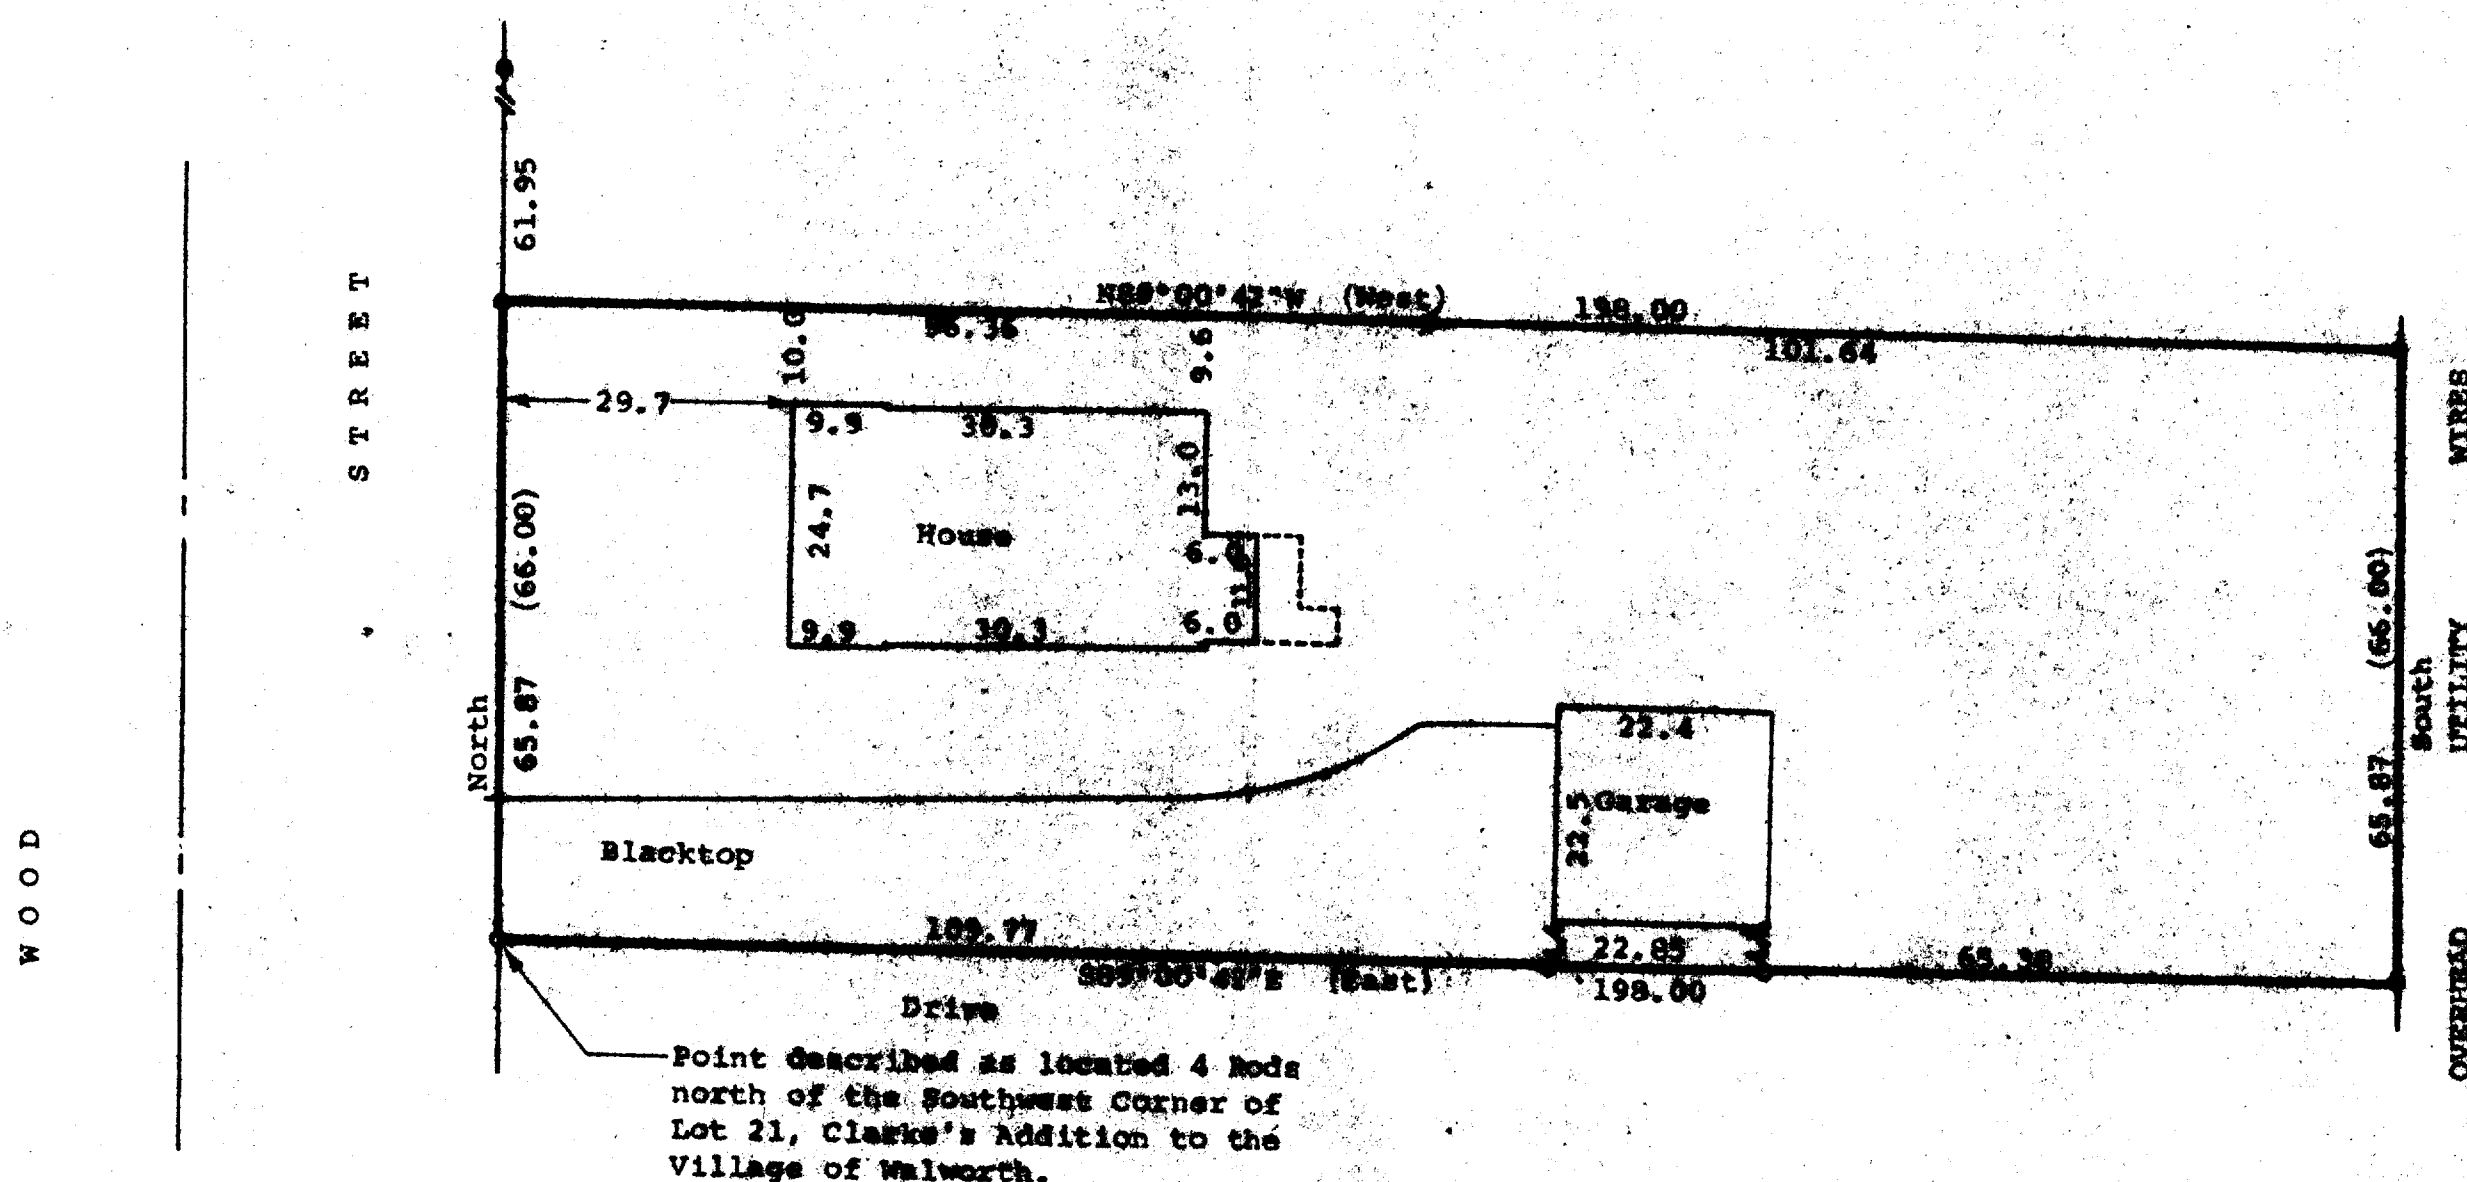 WOOD STREET
61.95
N89°00'42"W (West) 198.00
96.36
101.64
10.0
9.6
29.7
9.9 30.3
13.0
24.7
House
6.0
9.9 30.3 6.0
(66.00)
65.87
North
22.4
22.5
Garage
Blacktop
109.77
22.85
S89°00'42"E (East) 198.00
Drive
(66.00)
65.87
South
OVERHEAD UTILITY WIRES
Point described as located 4 Rods
north of the Southwest Corner of
Lot 21, Clarke's Addition to the
Village of Walworth.